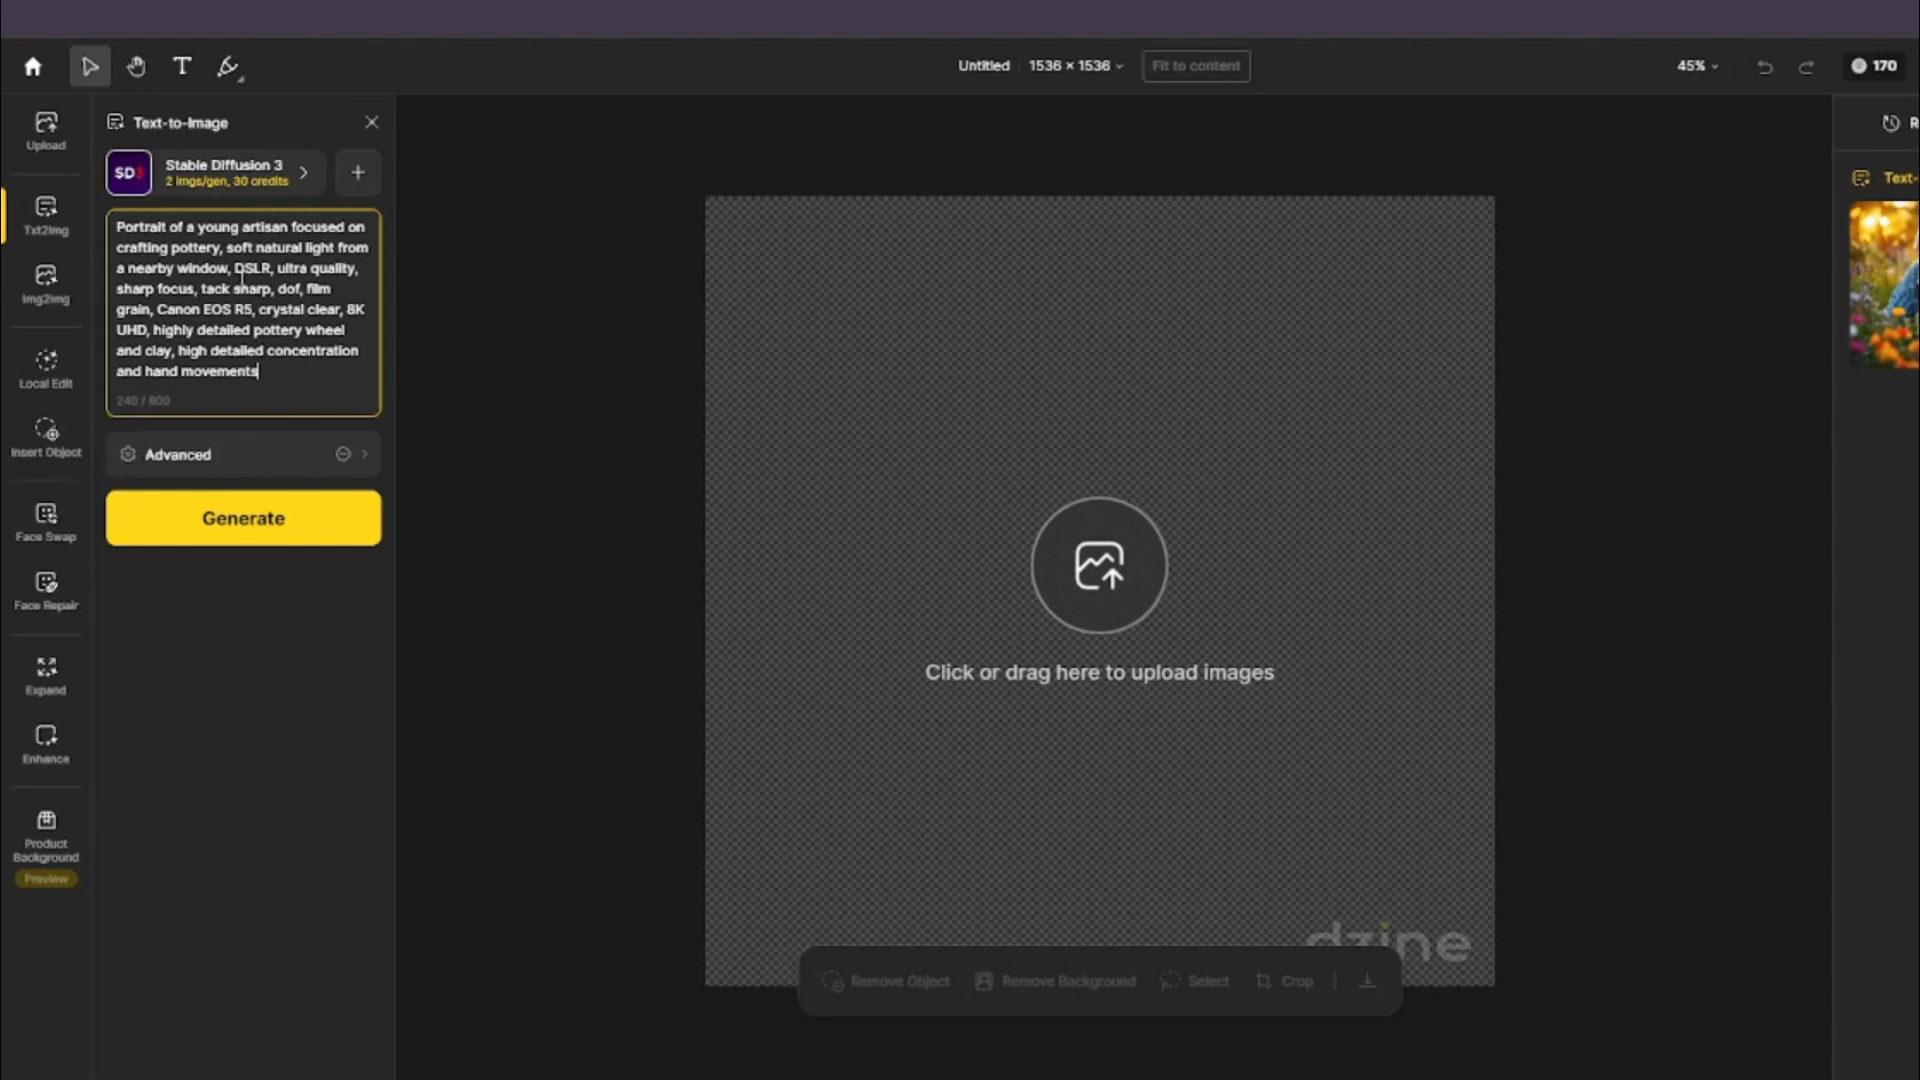 Untitled 1536 × 1536 Fit to content 45% 170
Upload
Txt2Img
Img2Img
Local Edit
Insert Object
Face Swap
Face Repair
Expand
Enhance
Product
Background
Preview
Text-to-Image
SD3 Stable Diffusion 3
2 imgs/gen, 30 credits
Portrait of a young artisan focused on
crafting pottery, soft natural light from
a nearby window, DSLR, ultra quality,
sharp focus, tack sharp, dof, film
grain, Canon EOS R5, crystal clear, 8K
UHD, highly detailed pottery wheel
and clay, high detailed concentration
and hand movements
240 / 800
Advanced
Generate
Click or drag here to upload images
dzine
Remove Object Remove Background Select Crop
R
Text-